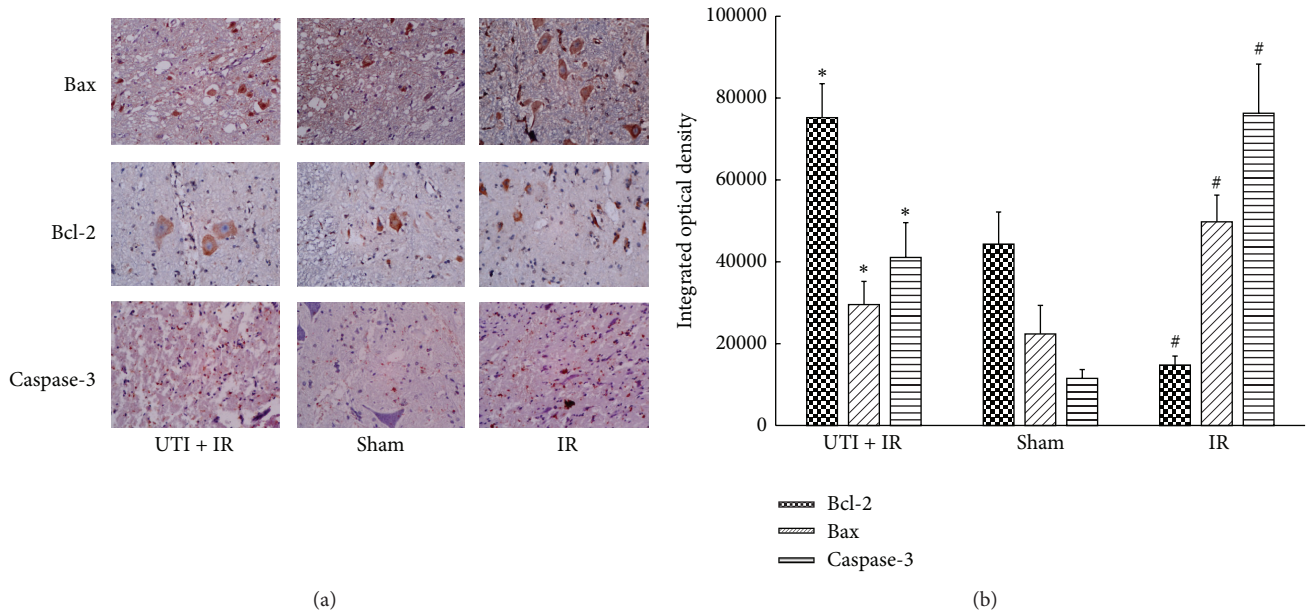 Bax
Bcl-2
Caspase-3
UTI + IR
Sham
IR
(a)
Integrated optical density
100000
80000
60000
40000
20000
0
*
*
*
#
#
#
UTI + IR
Sham
IR
Bcl-2
Bax
Caspase-3
(b)